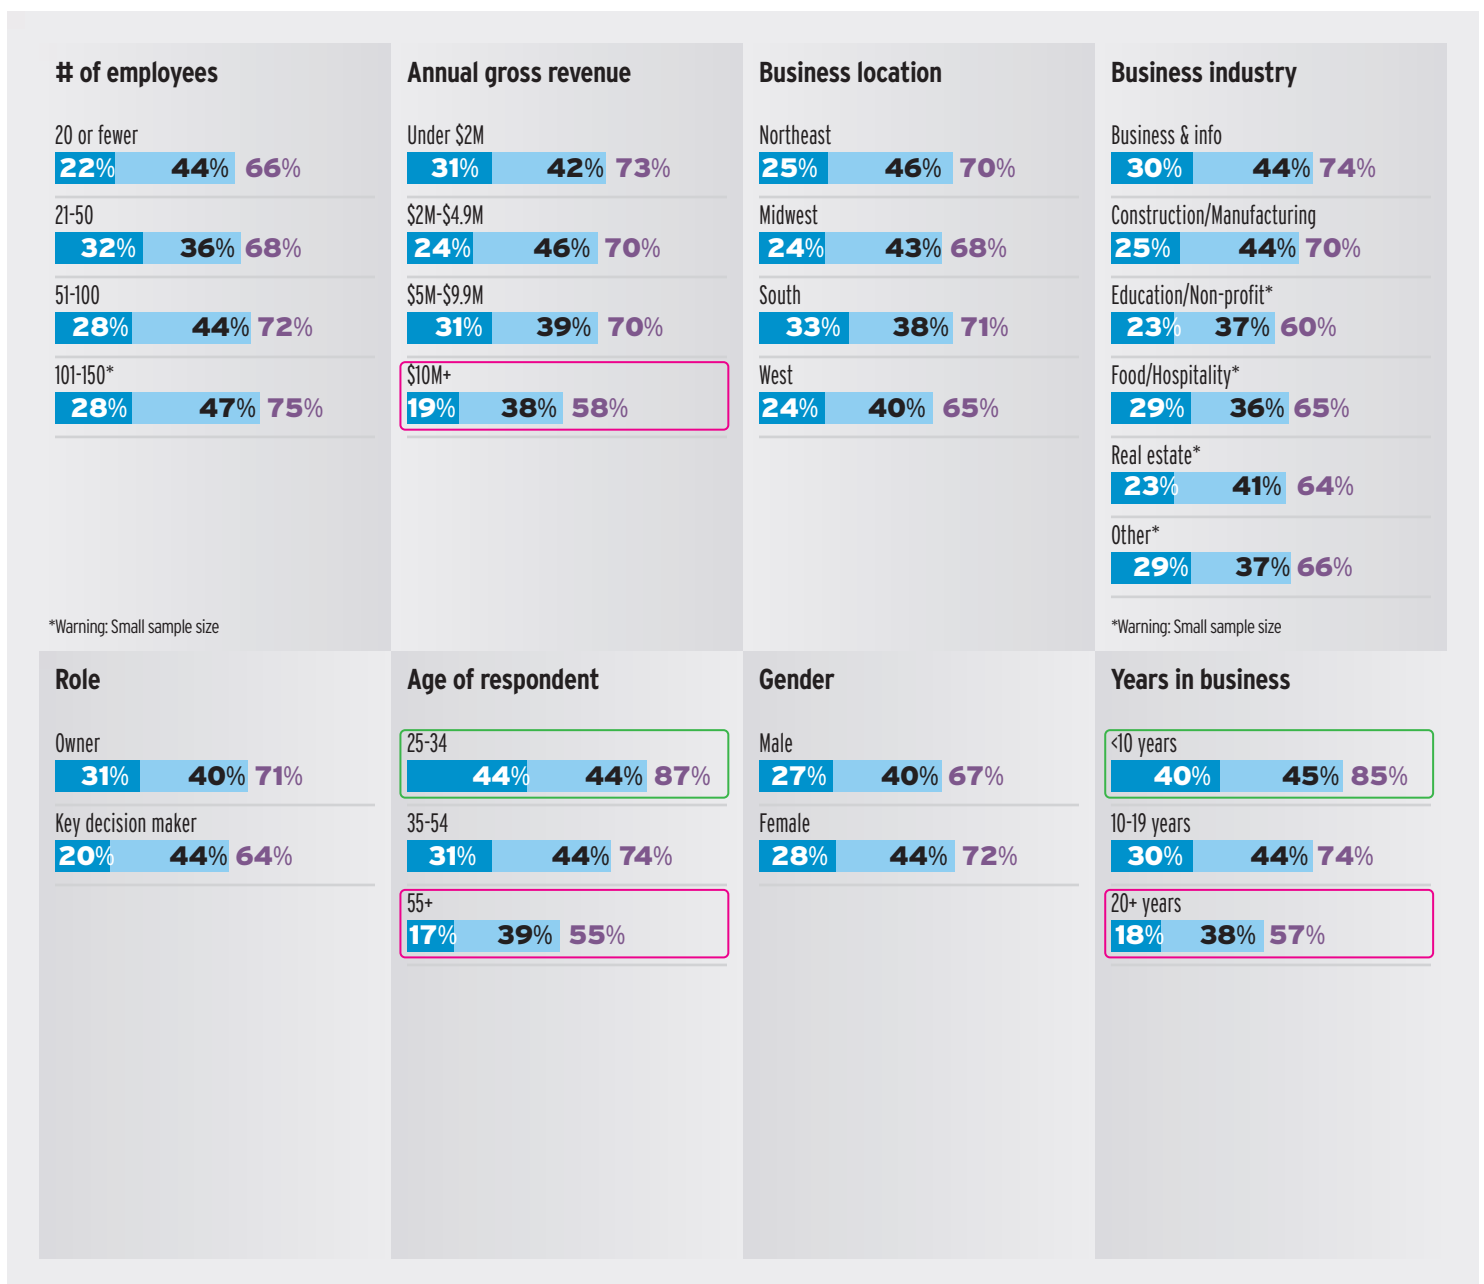 # of employees
20 or fewer
22% 44% 66%
21-50
32% 36% 68%
51-100
28% 44% 72%
101-150*
28% 47% 75%
*Warning: Small sample size
Annual gross revenue
Under $2M
31% 42% 73%
$2M-$4.9M
24% 46% 70%
$5M-$9.9M
31% 39% 70%
$10M+
19% 38% 58%
Business location
Northeast
25% 46% 70%
Midwest
24% 43% 68%
South
33% 38% 71%
West
24% 40% 65%
Business industry
Business & info
30% 44% 74%
Construction/Manufacturing
25% 44% 70%
Education/Non-profit*
23% 37% 60%
Food/Hospitality*
29% 36% 65%
Real estate*
23% 41% 64%
Other*
29% 37% 66%
*Warning: Small sample size
Role
Owner
31% 40% 71%
Key decision maker
20% 44% 64%
Age of respondent
25-34
44% 44% 87%
35-54
31% 44% 74%
55+
17% 39% 55%
Gender
Male
27% 40% 67%
Female
28% 44% 72%
Years in business
<10 years
40% 45% 85%
10-19 years
30% 44% 74%
20+ years
18% 38% 57%